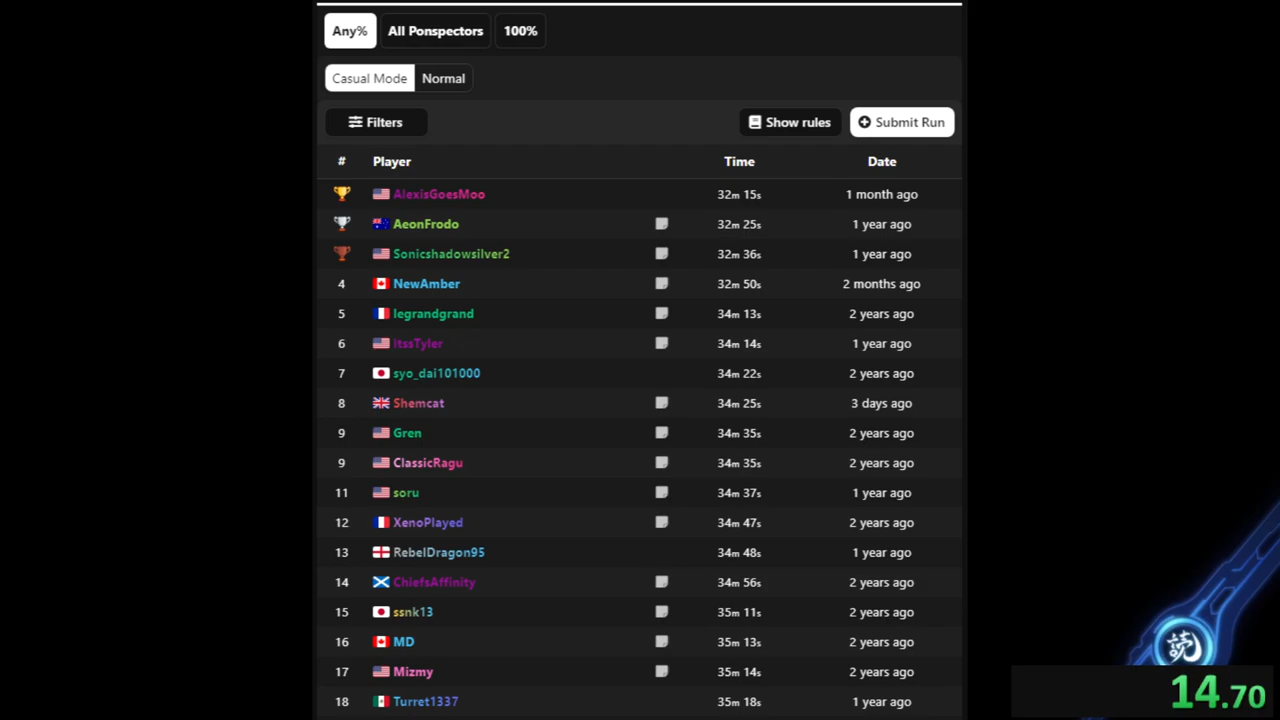 Any% All Ponspectors 100%
Casual Mode Normal
Filters Show rules Submit Run
# Player Time Date
AlexisGoesMoo 32m 15s 1 month ago
AeonFrodo 32m 25s 1 year ago
Sonicshadowsilver2 32m 36s 1 year ago
4 NewAmber 32m 50s 2 months ago
5 legrandgrand 34m 13s 2 years ago
6 ItssTyler 34m 14s 1 year ago
7 syo_dai101000 34m 22s 2 years ago
8 Shemcat 34m 25s 3 days ago
9 Gren 34m 35s 2 years ago
9 ClassicRagu 34m 35s 2 years ago
11 soru 34m 37s 1 year ago
12 XenoPlayed 34m 47s 2 years ago
13 RebelDragon95 34m 48s 1 year ago
14 ChiefsAffinity 34m 56s 2 years ago
15 ssnk13 35m 11s 2 years ago
16 MD 35m 13s 2 years ago
17 Mizmy 35m 14s 2 years ago
18 Turret1337 35m 18s 1 year ago
読
14.70